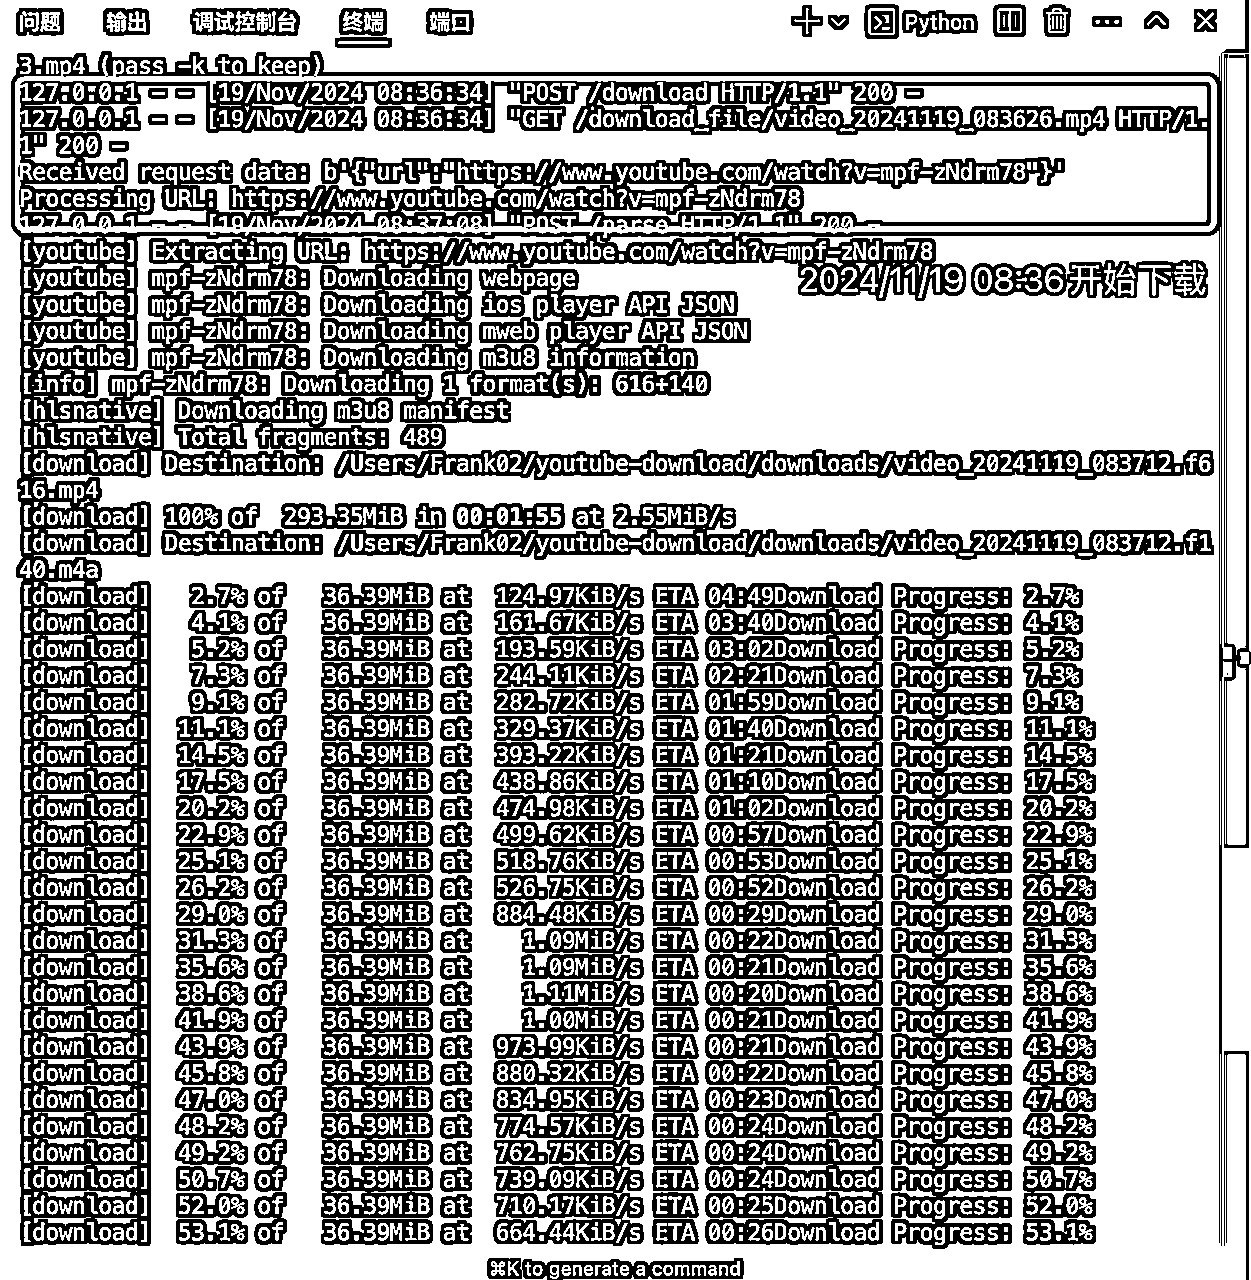 问题 输出 调试控制台 终端 端口 Python
3.mp4 (pass -k to keep)
127.0.0.1 - - [19/Nov/2024 08:36:34] "POST /download HTTP/1.1" 200 -
127.0.0.1 - - [19/Nov/2024 08:36:34] "GET /download_file/video_20241119_083626.mp4 HTTP/1.
1" 200 -
Received request data: b'{"url":"https://www.youtube.com/watch?v=mpf-zNdrm78"}'
Processing URL: https://www.youtube.com/watch?v=mpf-zNdrm78
127.0.0.1 - - [19/Nov/2024 08:37:08] "POST /parse HTTP/1.1" 200 -
[youtube] Extracting URL: https://www.youtube.com/watch?v=mpf-zNdrm78
[youtube] mpf-zNdrm78: Downloading webpage
2024/11/19 08:36开始下载
[youtube] mpf-zNdrm78: Downloading ios player API JSON
[youtube] mpf-zNdrm78: Downloading mweb player API JSON
[youtube] mpf-zNdrm78: Downloading m3u8 information
[info] mpf-zNdrm78: Downloading 1 format(s): 616+140
[hlsnative] Downloading m3u8 manifest
[hlsnative] Total fragments: 489
[download] Destination: /Users/Frank02/youtube-download/downloads/video_20241119_083712.f6
16.mp4
[download] 100% of  293.35MiB in 00:01:55 at 2.55MiB/s
[download] Destination: /Users/Frank02/youtube-download/downloads/video_20241119_083712.f1
40.m4a
[download]   2.7% of   36.39MiB at  124.97KiB/s ETA 04:49Download Progress: 2.7%
[download]   4.1% of   36.39MiB at  161.67KiB/s ETA 03:40Download Progress: 4.1%
[download]   5.2% of   36.39MiB at  193.59KiB/s ETA 03:02Download Progress: 5.2%
[download]   7.3% of   36.39MiB at  244.11KiB/s ETA 02:21Download Progress: 7.3%
[download]   9.1% of   36.39MiB at  282.72KiB/s ETA 01:59Download Progress: 9.1%
[download]  11.1% of   36.39MiB at  329.37KiB/s ETA 01:40Download Progress: 11.1%
[download]  14.5% of   36.39MiB at  393.22KiB/s ETA 01:21Download Progress: 14.5%
[download]  17.5% of   36.39MiB at  438.86KiB/s ETA 01:10Download Progress: 17.5%
[download]  20.2% of   36.39MiB at  474.98KiB/s ETA 01:02Download Progress: 20.2%
[download]  22.9% of   36.39MiB at  499.62KiB/s ETA 00:57Download Progress: 22.9%
[download]  25.1% of   36.39MiB at  518.76KiB/s ETA 00:53Download Progress: 25.1%
[download]  26.2% of   36.39MiB at  526.75KiB/s ETA 00:52Download Progress: 26.2%
[download]  29.0% of   36.39MiB at  884.48KiB/s ETA 00:29Download Progress: 29.0%
[download]  31.3% of   36.39MiB at    1.09MiB/s ETA 00:22Download Progress: 31.3%
[download]  35.6% of   36.39MiB at    1.09MiB/s ETA 00:21Download Progress: 35.6%
[download]  38.6% of   36.39MiB at    1.11MiB/s ETA 00:20Download Progress: 38.6%
[download]  41.9% of   36.39MiB at    1.00MiB/s ETA 00:21Download Progress: 41.9%
[download]  43.9% of   36.39MiB at  973.99KiB/s ETA 00:21Download Progress: 43.9%
[download]  45.8% of   36.39MiB at  880.32KiB/s ETA 00:22Download Progress: 45.8%
[download]  47.0% of   36.39MiB at  834.95KiB/s ETA 00:23Download Progress: 47.0%
[download]  48.2% of   36.39MiB at  774.57KiB/s ETA 00:24Download Progress: 48.2%
[download]  49.2% of   36.39MiB at  762.75KiB/s ETA 00:24Download Progress: 49.2%
[download]  50.7% of   36.39MiB at  739.09KiB/s ETA 00:24Download Progress: 50.7%
[download]  52.0% of   36.39MiB at  710.17KiB/s ETA 00:25Download Progress: 52.0%
[download]  53.1% of   36.39MiB at  664.44KiB/s ETA 00:26Download Progress: 53.1%
⌘K to generate a command